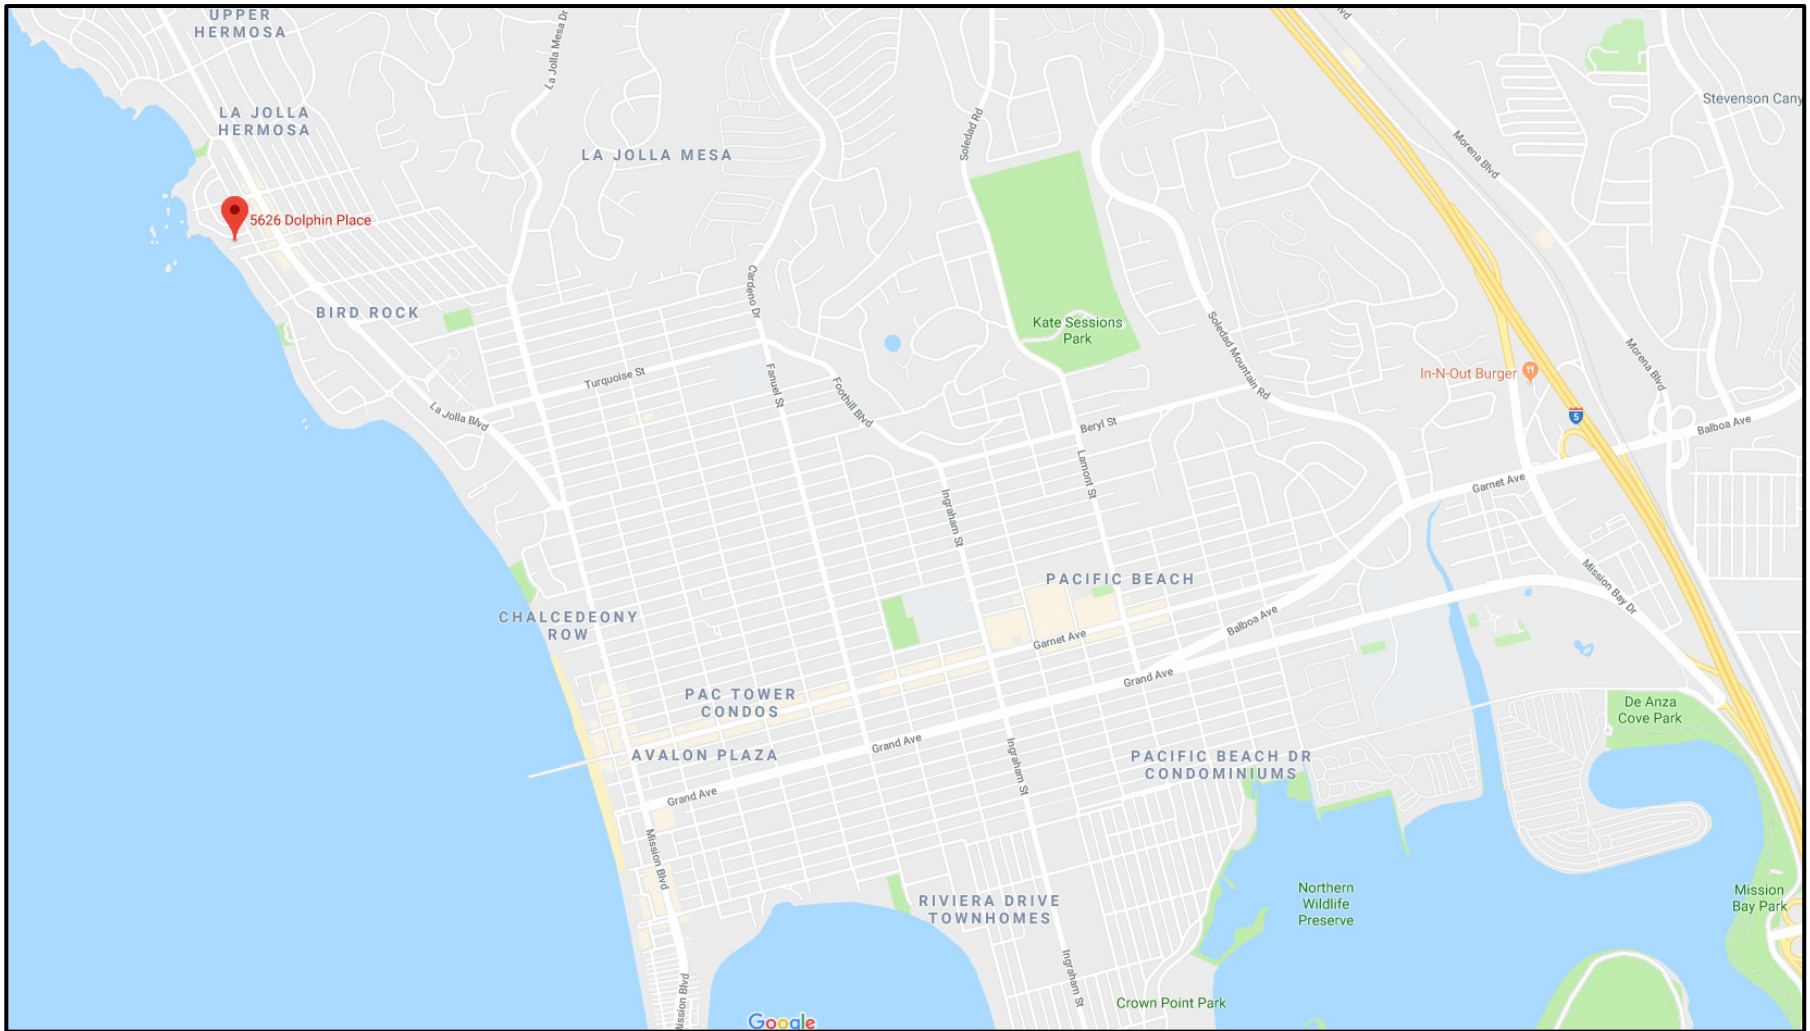 UPPER
HERMOSA
La Jolla Mesa Dr
lvd
Stevenson Cany
LA JOLLA
HERMOSA
Soledad Rd
Morena Blvd
LA JOLLA MESA
5626 Dolphin Place
Cardeno Dr
BIRD ROCK
Kate Sessions
Park
Soledad Mountain Rd
Morena Blvd
In-N-Out Burger
Turquoise St
Fanuel St
Foothill Blvd
5
La Jolla Blvd
Beryl St
Balboa Ave
Lamont St
Garnet Ave
Ingraham St
PACIFIC BEACH
Mission Bay Dr
CHALCEDEONY
ROW
Balboa Ave
Garnet Ave
Grand Ave
PAC TOWER
CONDOS
De Anza
Cove Park
Grand Ave
AVALON PLAZA
Ingraham St
PACIFIC BEACH DR
CONDOMINIUMS
Grand Ave
Mission Blvd
Northern
Wildlife
Preserve
Mission
Bay Park
RIVIERA DRIVE
TOWNHOMES
Ingraham St
Mission Blvd
Crown Point Park
Google